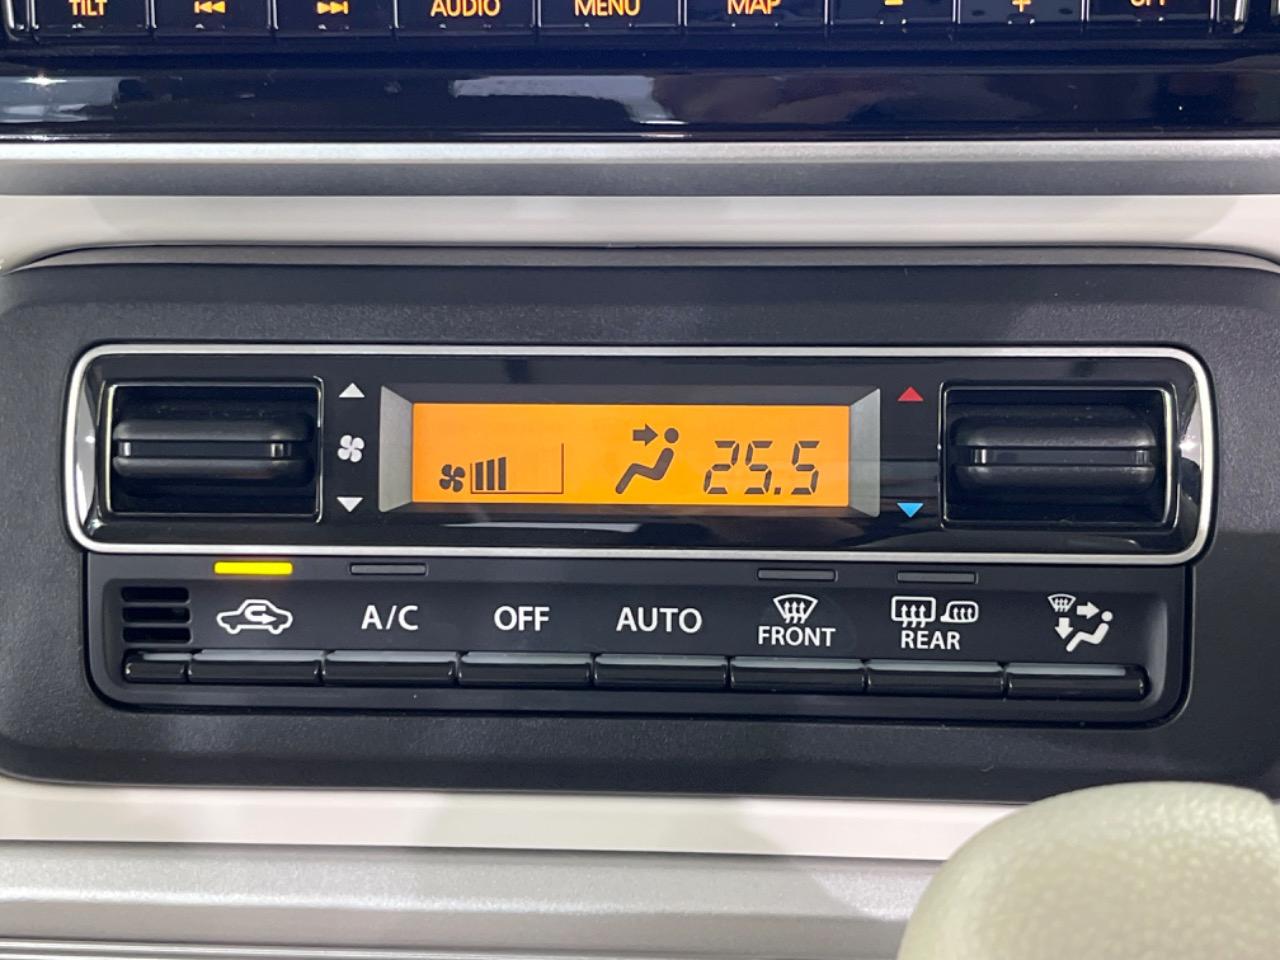 TILT AUDIO MENU MAP - +
25.5
A/C OFF AUTO FRONT REAR